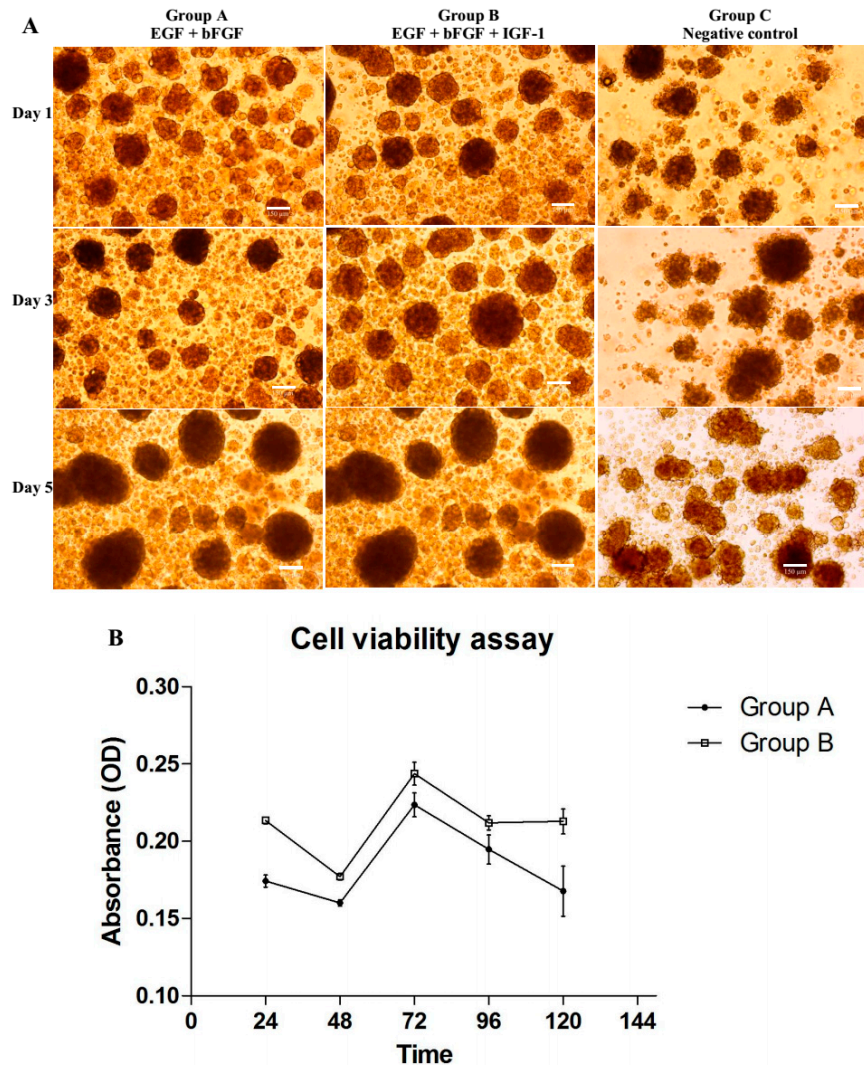 A
Group A
EGF + bFGF
Group B
EGF + bFGF + IGF-1
Group C
Negative control
Day 1
150 µm
Day 3
Day 5
150 µm
B
Cell viability assay
Absorbance (OD)
0.30
0.25
0.20
0.15
0.10
0
24
48
72
96
120
144
Time
Group A
Group B